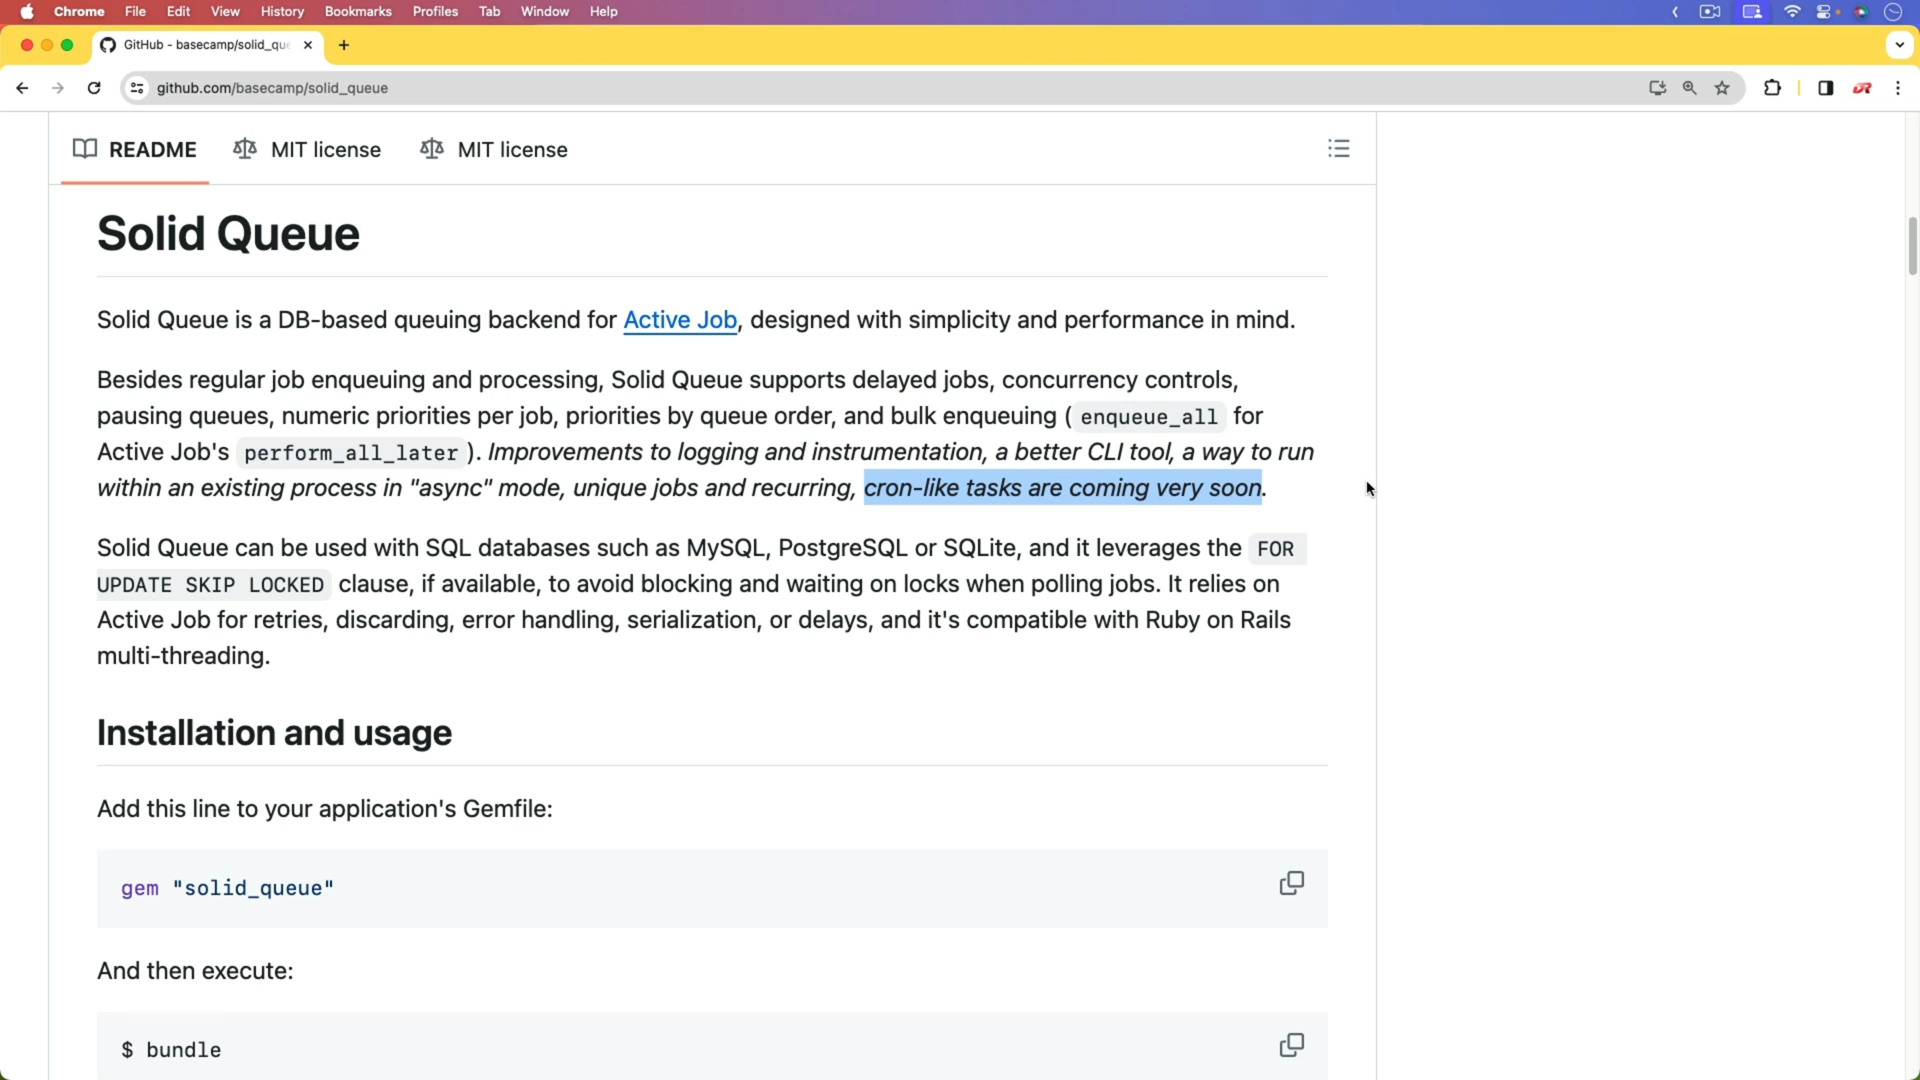 Chrome File Edit View History Bookmarks Profiles Tab Window Help
GitHub - basecamp/solid_que
github.com/basecamp/solid_queue
README MIT license MIT license
Solid Queue
Solid Queue is a DB-based queuing backend for Active Job, designed with simplicity and performance in mind.
Besides regular job enqueuing and processing, Solid Queue supports delayed jobs, concurrency controls,
pausing queues, numeric priorities per job, priorities by queue order, and bulk enqueuing ( enqueue_all for
Active Job's perform_all_later ). Improvements to logging and instrumentation, a better CLI tool, a way to run
within an existing process in "async" mode, unique jobs and recurring, cron-like tasks are coming very soon.
Solid Queue can be used with SQL databases such as MySQL, PostgreSQL or SQLite, and it leverages the FOR
UPDATE SKIP LOCKED clause, if available, to avoid blocking and waiting on locks when polling jobs. It relies on
Active Job for retries, discarding, error handling, serialization, or delays, and it's compatible with Ruby on Rails
multi-threading.
Installation and usage
Add this line to your application's Gemfile:
gem "solid_queue"
And then execute:
$ bundle